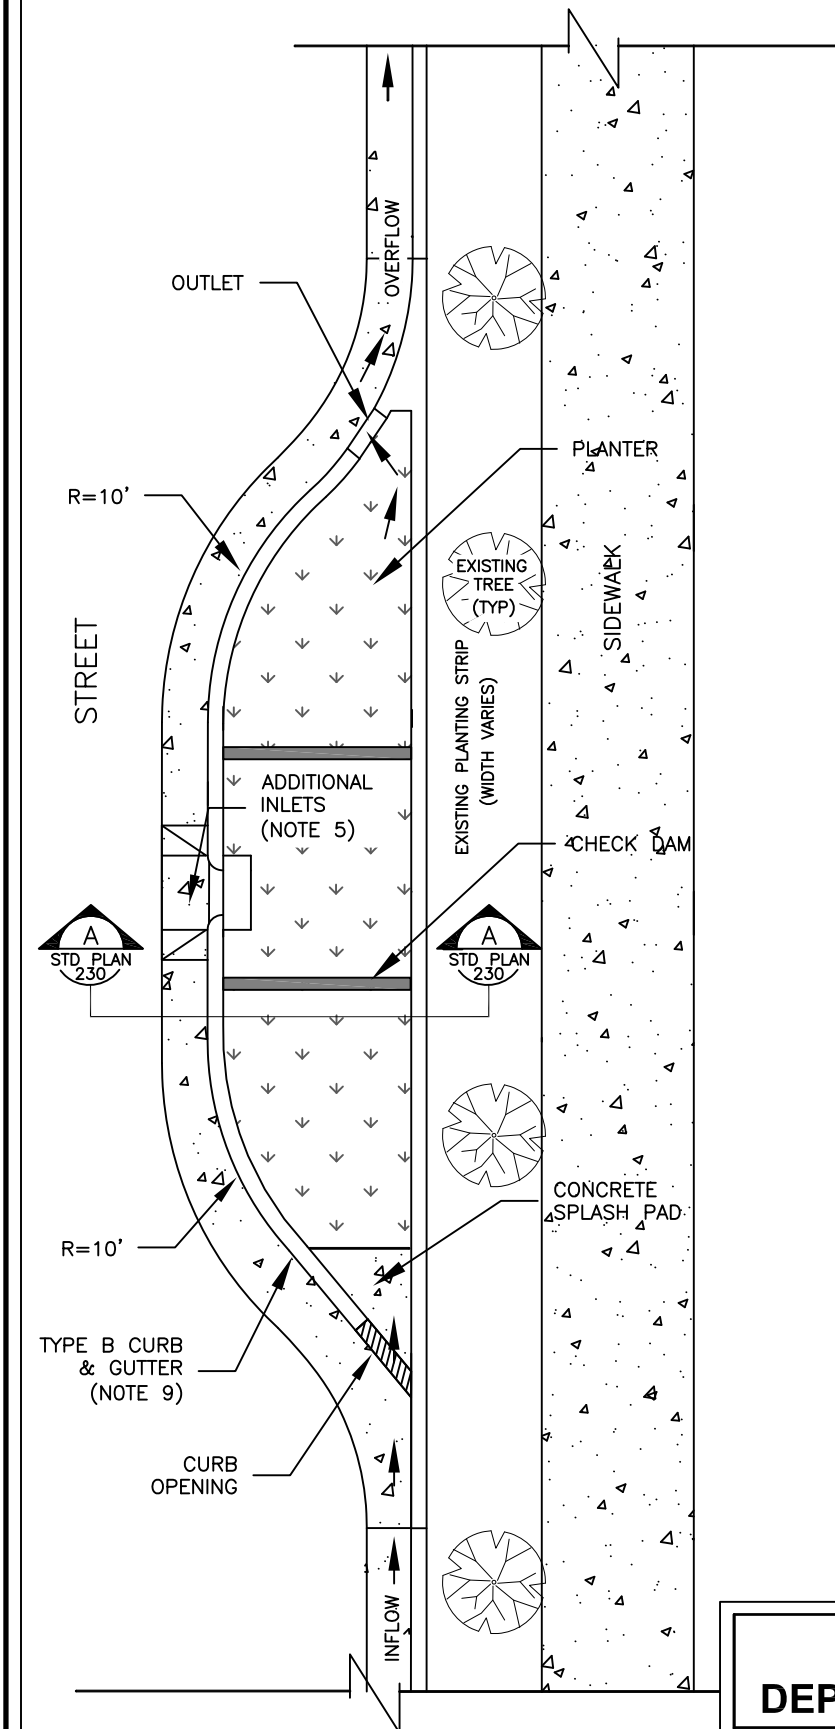 OVERFLOW
OUTLET
PLANTER
R=10'
EXISTING
TREE
(TYP)
SIDEWALK
STREET
EXISTING PLANTING STRIP
(WIDTH VARIES)
ADDITIONAL
INLETS
(NOTE 5)
CHECK DAM
A
STD PLAN
230
A
STD PLAN
230
CONCRETE
SPLASH PAD
R=10'
TYPE B CURB
& GUTTER
(NOTE 9)
CURB
OPENING
INFLOW
DEP